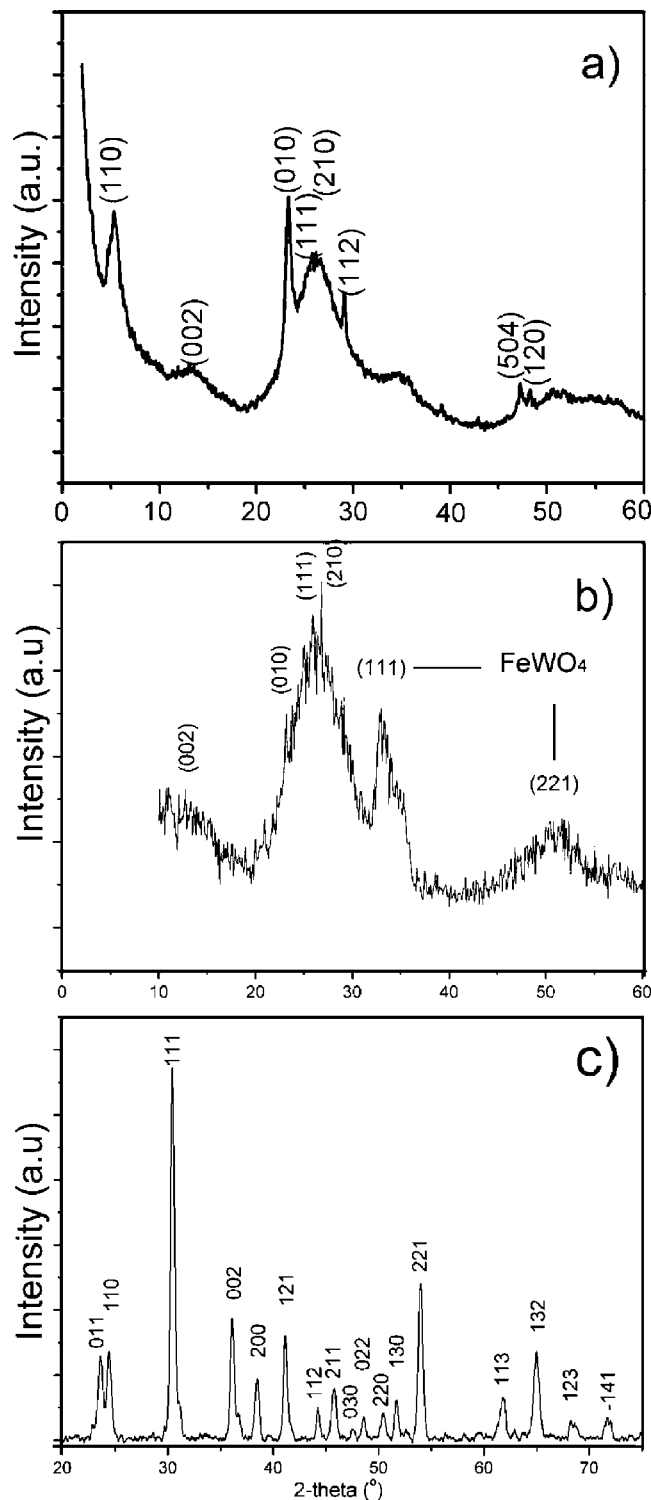 a)
Intensity (a.u.)
(110)
(002)
(010)
(111)
(210)
(112)
(504)
(120)
0 10 20 30 40 50 60
b)
Intensity (a.u)
(002)
(010)
(111)
(210)
(111)
FeWO4
(221)
0 10 20 30 40 50 60
c)
Intensity (a.u)
011
110
111
002
200
121
112
211
030
022
220
130
221
113
132
123
-141
20 30 40 50 60 70
2-theta (°)